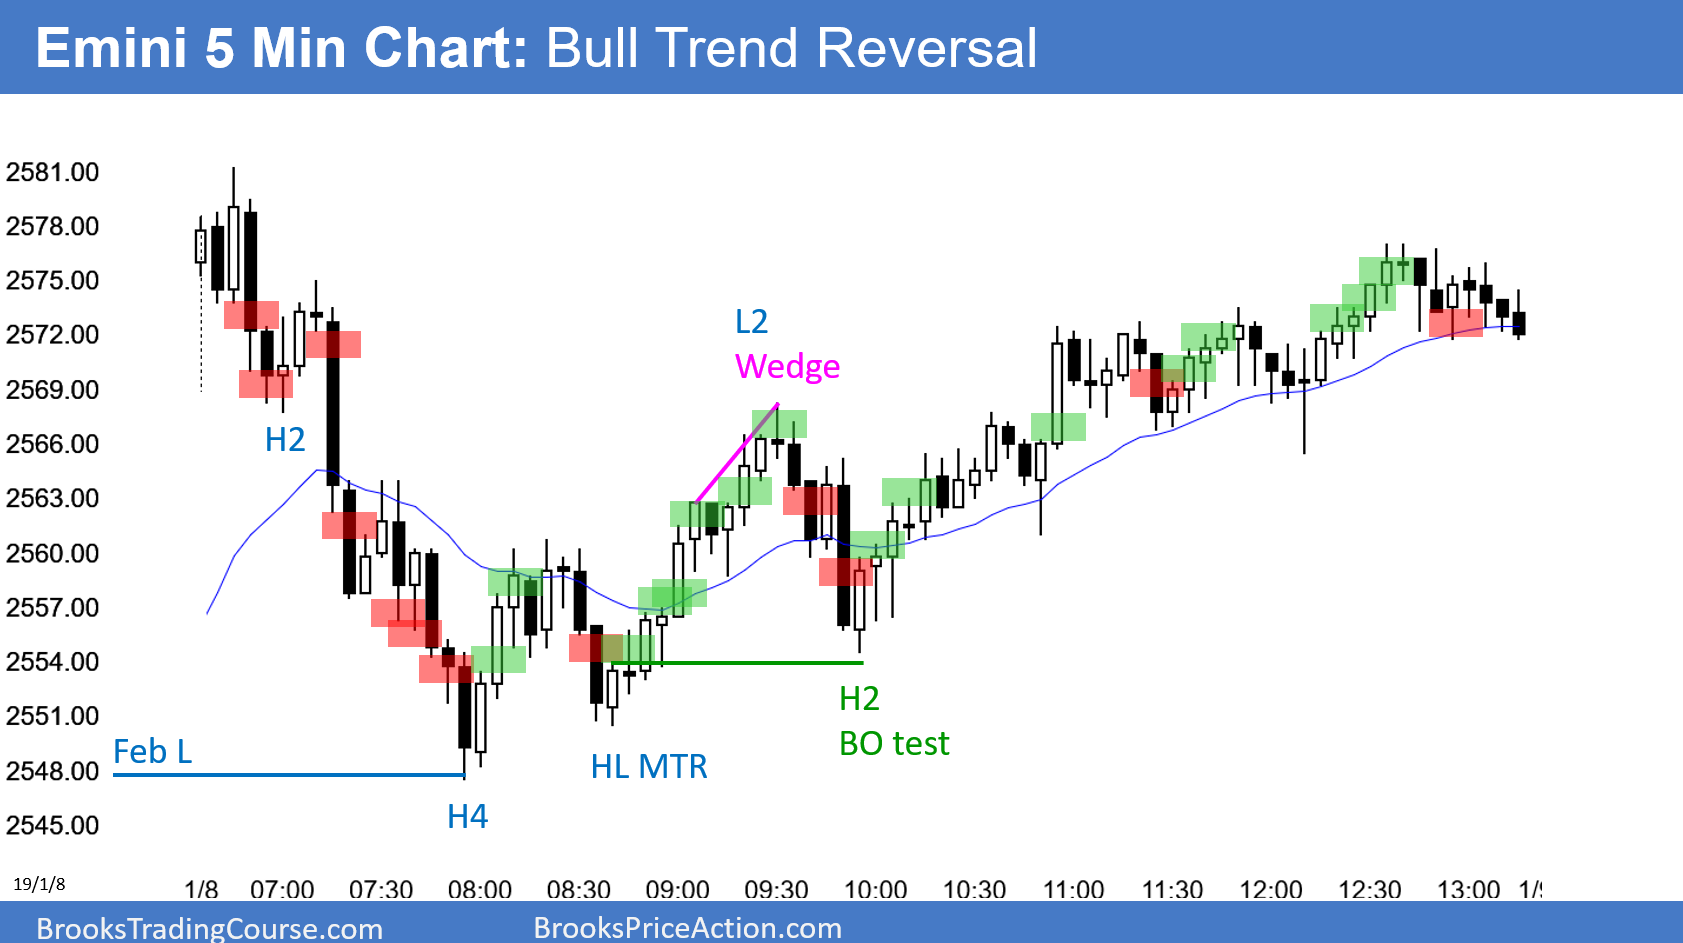 Emini 5 Min Chart: Bull Trend Reversal
2581.00
2578.00
2575.00
2572.00
2569.00
2566.00
2563.00
2560.00
2557.00
2554.00
2551.00
2548.00
2545.00
H2
L2
Wedge
H2
BO test
Feb L
HL MTR
H4
19/1/8
1/8 07:00 07:30 08:00 08:30 09:00 09:30 10:00 10:30 11:00 11:30 12:00 12:30 13:00 1/9
BrooksTradingCourse.com
BrooksPriceAction.com